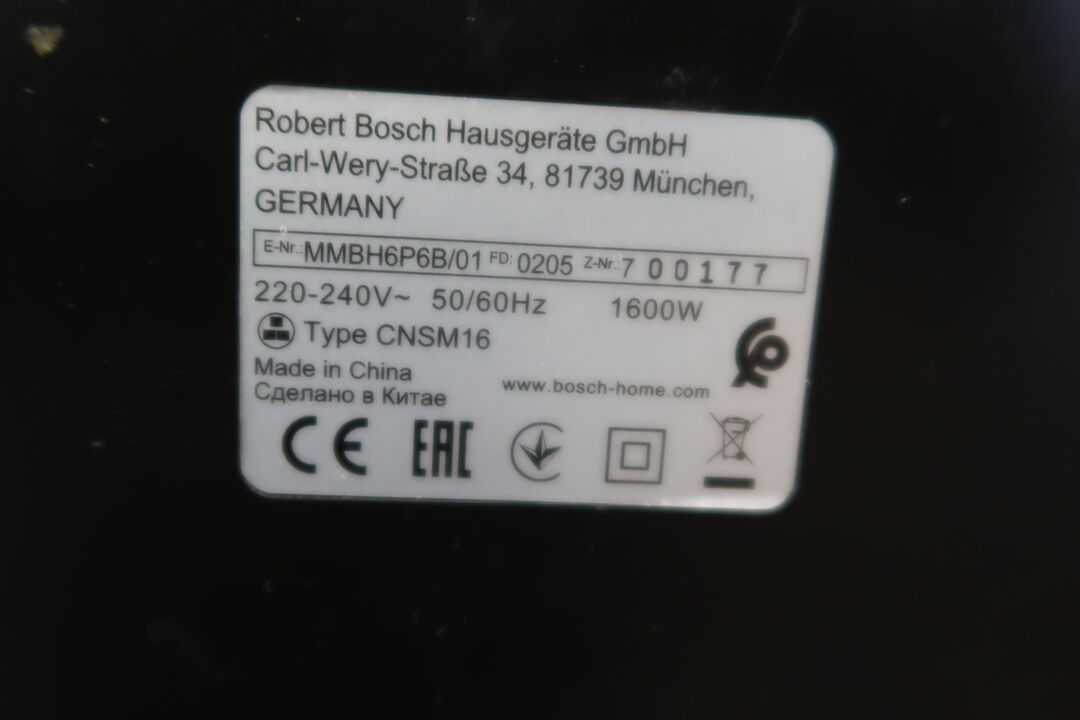 Robert Bosch Hausgeräte GmbH
Carl-Wery-Straße 34, 81739 München,
GERMANY
E-Nr.: MMBH6P6B/01 FD: 0205 Z-Nr.: 700177
220-240V~ 50/60Hz 1600W
Type CNSM16
Made in China
Сделано в Китае
www.bosch-home.com
CE EAC